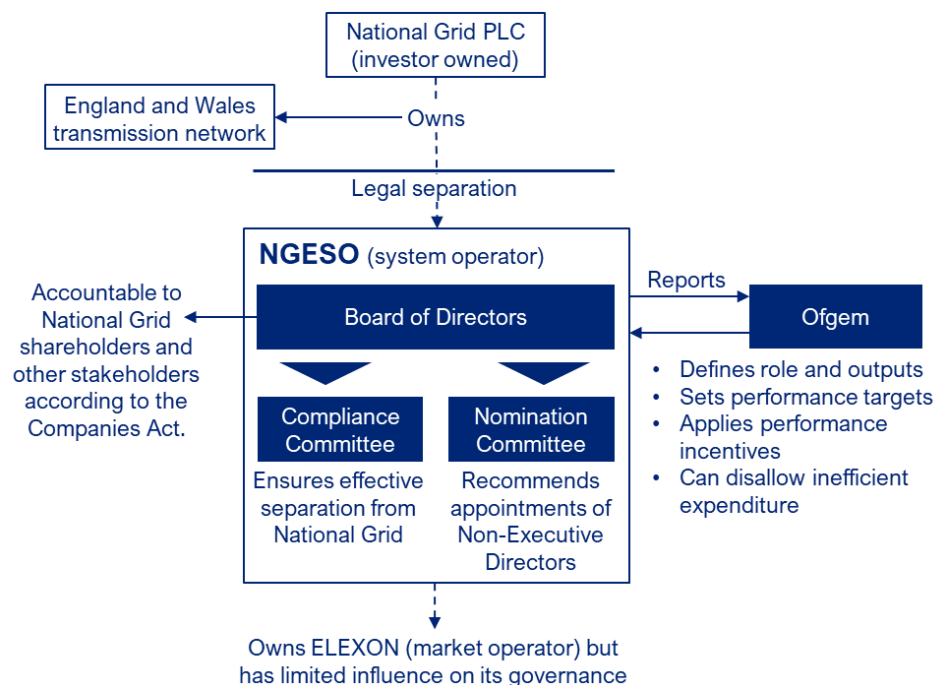 National Grid PLC
(investor owned)
England and Wales
transmission network
Owns
Legal separation
NGESO (system operator)
Board of Directors
Reports
Ofgem
Accountable to
National Grid
shareholders and
other stakeholders
according to the
Companies Act.
Compliance
Committee
Ensures effective
separation from
National Grid
Nomination
Committee
Recommends
appointments of
Non-Executive
Directors
• Defines role and outputs
• Sets performance targets
• Applies performance
incentives
• Can disallow inefficient
expenditure
Owns ELEXON (market operator) but
has limited influence on its governance